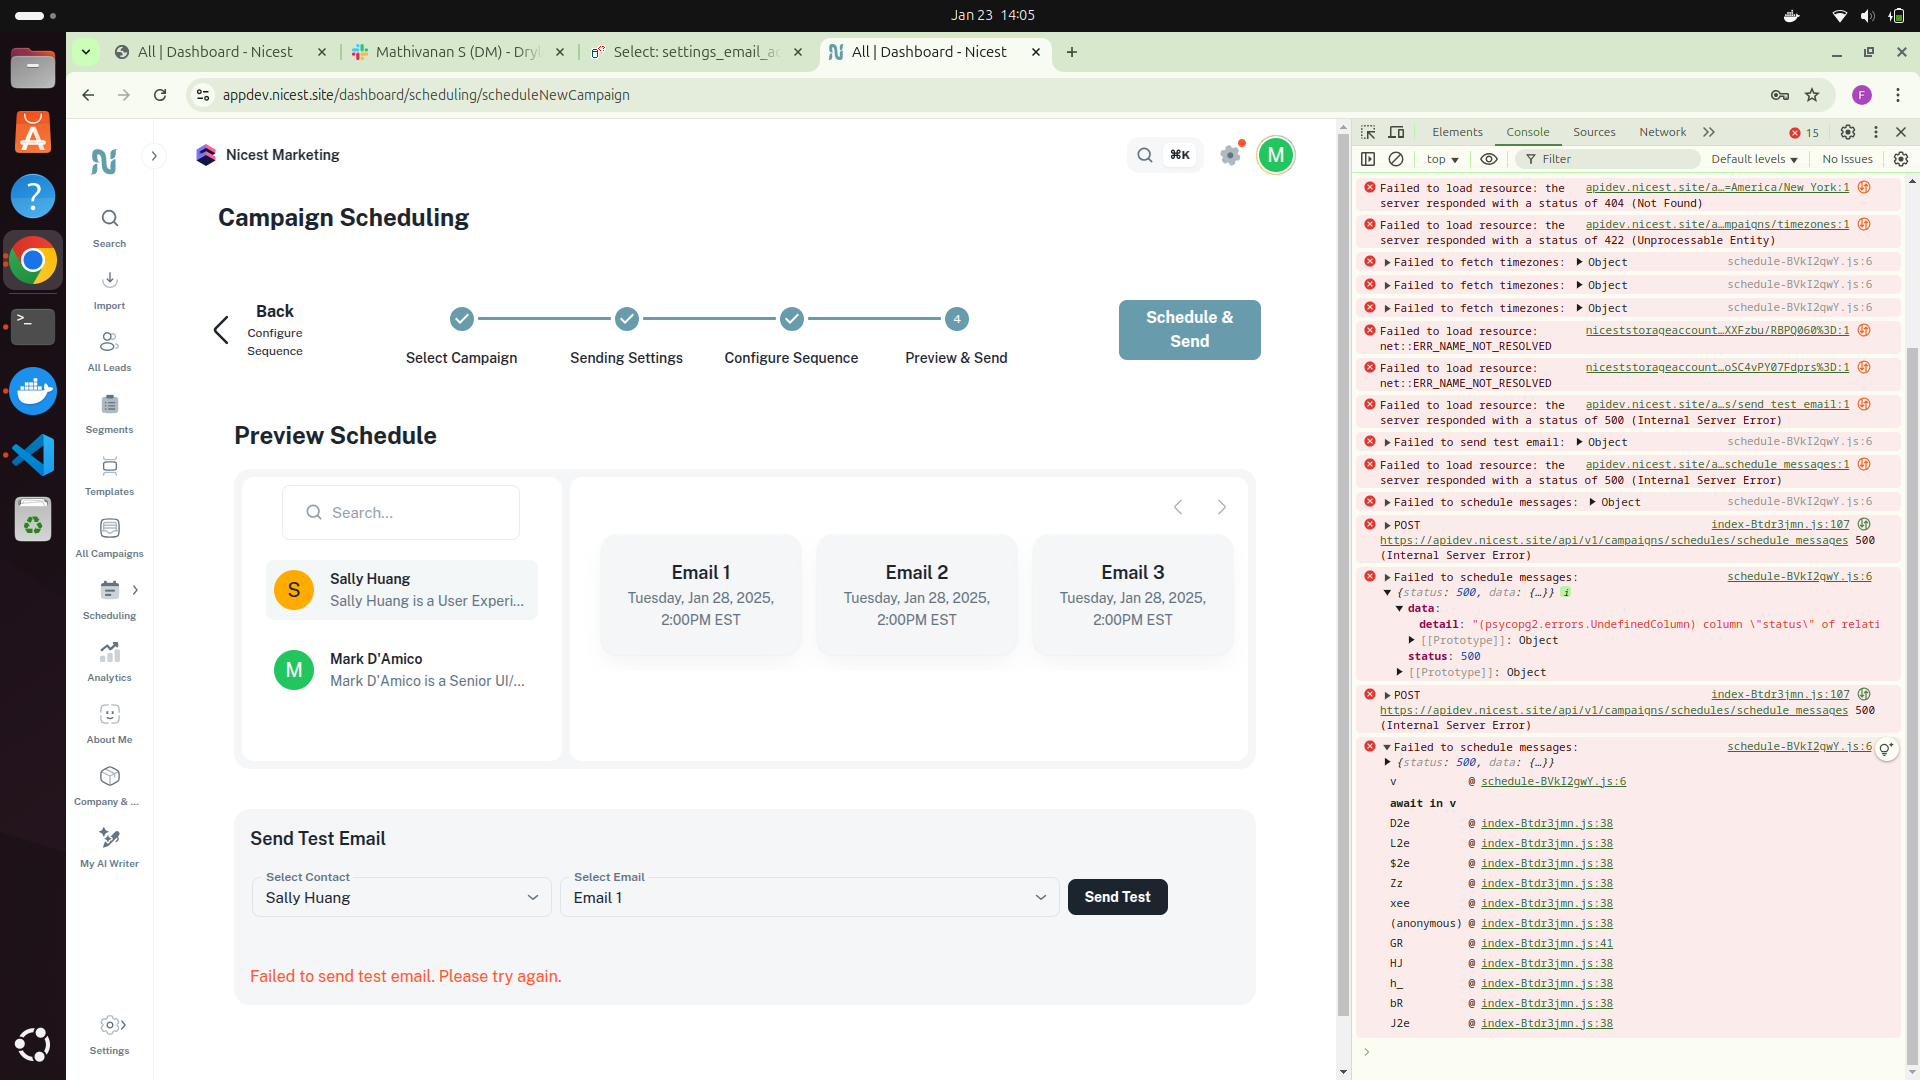 Jan 23 14:05
All | Dashboard - Nicest
Mathivanan S (DM) - Dry
Select: settings_email_a
All | Dashboard - Nicest
appdev.nicest.site/dashboard/scheduling/scheduleNewCampaign
F
Nicest Marketing
⌘K
M
Search
Import
All Leads
Segments
Templates
All Campaigns
Scheduling
Analytics
About Me
Company & ...
My AI Writer
Settings
Campaign Scheduling
Back
Configure
Sequence
4
Select Campaign
Sending Settings
Configure Sequence
Preview & Send
Schedule &
Send
Preview Schedule
Search...
S
Sally Huang
Sally Huang is a User Experi...
M
Mark D'Amico
Mark D'Amico is a Senior UI/...
Email 1
Tuesday, Jan 28, 2025,
2:00PM EST
Email 2
Tuesday, Jan 28, 2025,
2:00PM EST
Email 3
Tuesday, Jan 28, 2025,
2:00PM EST
Send Test Email
Select Contact
Sally Huang
Select Email
Email 1
Send Test
Failed to send test email. Please try again.
Elements
Console
Sources
Network
15
top
Filter
Default levels
No Issues
Failed to load resource: the apidev.nicest.site/a…=America/New York:1
server responded with a status of 404 (Not Found)
Failed to load resource: the apidev.nicest.site/a…mpaigns/timezones:1
server responded with a status of 422 (Unprocessable Entity)
Failed to fetch timezones: Object schedule-BVkI2qwY.js:6
Failed to fetch timezones: Object schedule-BVkI2qwY.js:6
Failed to fetch timezones: Object schedule-BVkI2qwY.js:6
Failed to load resource: niceststorageaccount…XXFzbu/RBPQ060%3D:1
net::ERR_NAME_NOT_RESOLVED
Failed to load resource: niceststorageaccount…oSC4vPY07Fdprs%3D:1
net::ERR_NAME_NOT_RESOLVED
Failed to load resource: the apidev.nicest.site/a…s/send test email:1
server responded with a status of 500 (Internal Server Error)
Failed to send test email: Object schedule-BVkI2qwY.js:6
Failed to load resource: the apidev.nicest.site/a…schedule messages:1
server responded with a status of 500 (Internal Server Error)
Failed to schedule messages: Object schedule-BVkI2qwY.js:6
POST index-Btdr3jmn.js:107
https://apidev.nicest.site/api/v1/campaigns/schedules/schedule messages 500
(Internal Server Error)
Failed to schedule messages: schedule-BVkI2qwY.js:6
{status: 500, data: {…}} i
data:
detail: "(psycopg2.errors.UndefinedColumn) column \"status\" of relati
[[Prototype]]: Object
status: 500
[[Prototype]]: Object
POST index-Btdr3jmn.js:107
https://apidev.nicest.site/api/v1/campaigns/schedules/schedule messages 500
(Internal Server Error)
Failed to schedule messages: schedule-BVkI2qwY.js:6
{status: 500, data: {…}}
v @ schedule-BVkI2qwY.js:6
await in v
D2e @ index-Btdr3jmn.js:38
L2e @ index-Btdr3jmn.js:38
$2e @ index-Btdr3jmn.js:38
Zz @ index-Btdr3jmn.js:38
xee @ index-Btdr3jmn.js:38
(anonymous) @ index-Btdr3jmn.js:38
GR @ index-Btdr3jmn.js:41
HJ @ index-Btdr3jmn.js:38
h_ @ index-Btdr3jmn.js:38
bR @ index-Btdr3jmn.js:38
J2e @ index-Btdr3jmn.js:38